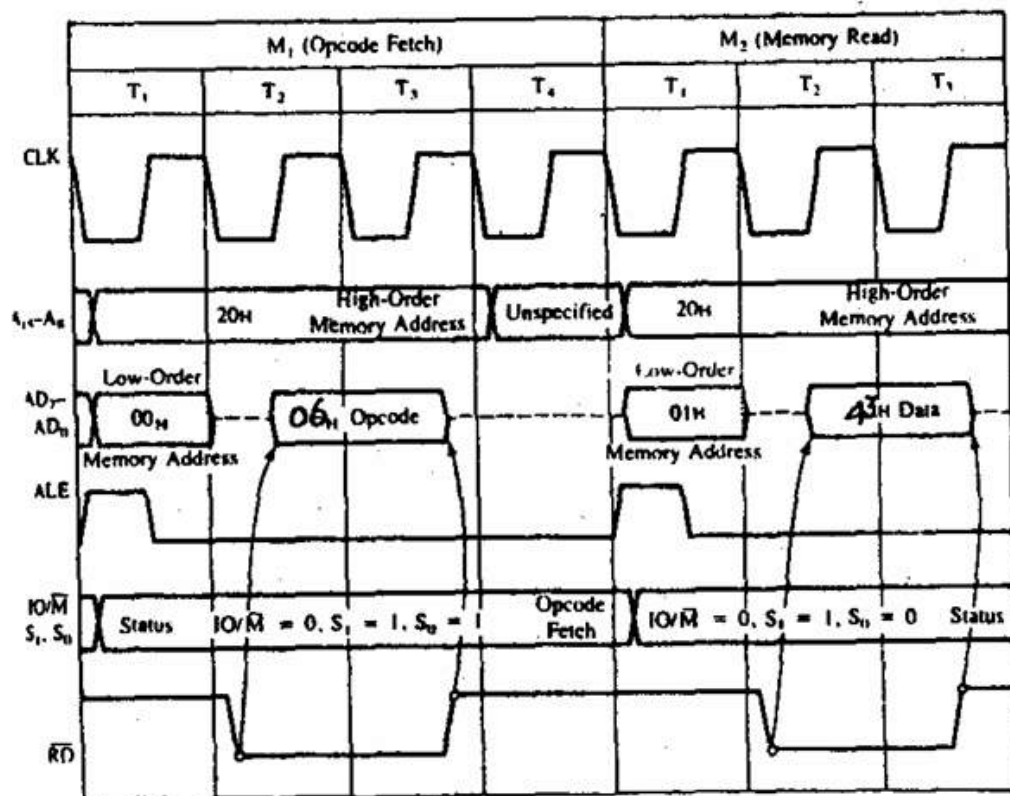 M₁ (Opcode Fetch) M₂ (Memory Read)
T₁ T₂ T₃ T₄ T₁ T₂ T₃
CLK
High-Order High-Order
20H Unspecified 20H
Memory Address Memory Address
Low-Order Low-Order
AD₇–
00H 06H Opcode 01H 43H Data
AD₀
Memory Address Memory Address
ALE
IO/M̅ Opcode
Status IO/M̅ = 0, S₁ = 1, S₀ = 1 IO/M̅ = 0, S₁ = 1, S₀ = 0 Status
S₁, S₀ Fetch
R̅D̅